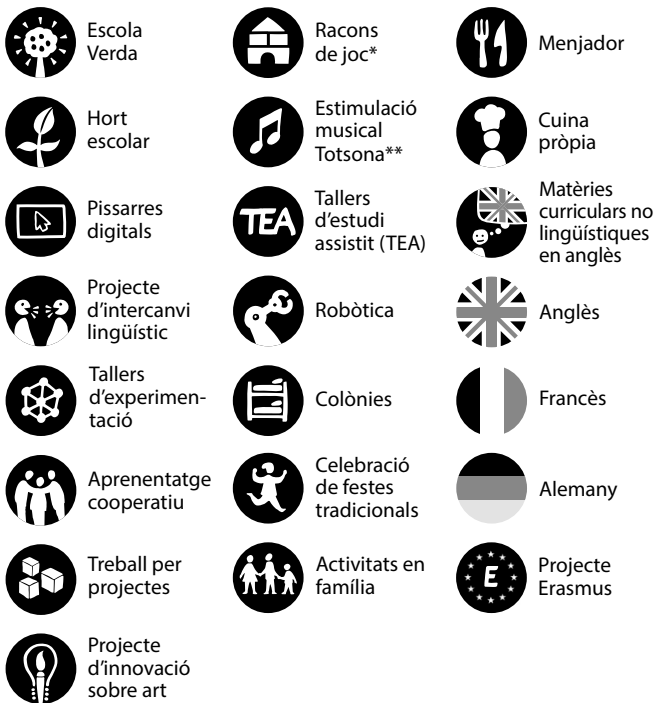 Escola
Verda
Hort
escolar
Pissarres
digitals
Projecte
d'intercanvi
lingüístic
Tallers
d'experimen-
tació
Aprenentatge
cooperatiu
Treball per
projectes
Projecte
d'innovació
sobre art
Racons
de joc*
Estimulació
musical
Totsona**
TEA
Tallers
d'estudi
assistit (TEA)
Robòtica
Colònies
Celebració
de festes
tradicionals
Activitats en
família
Menjador
Cuina
pròpia
Matèries
curriculars no
lingüístiques
en anglès
Anglès
Francès
Alemany
E
Projecte
Erasmus